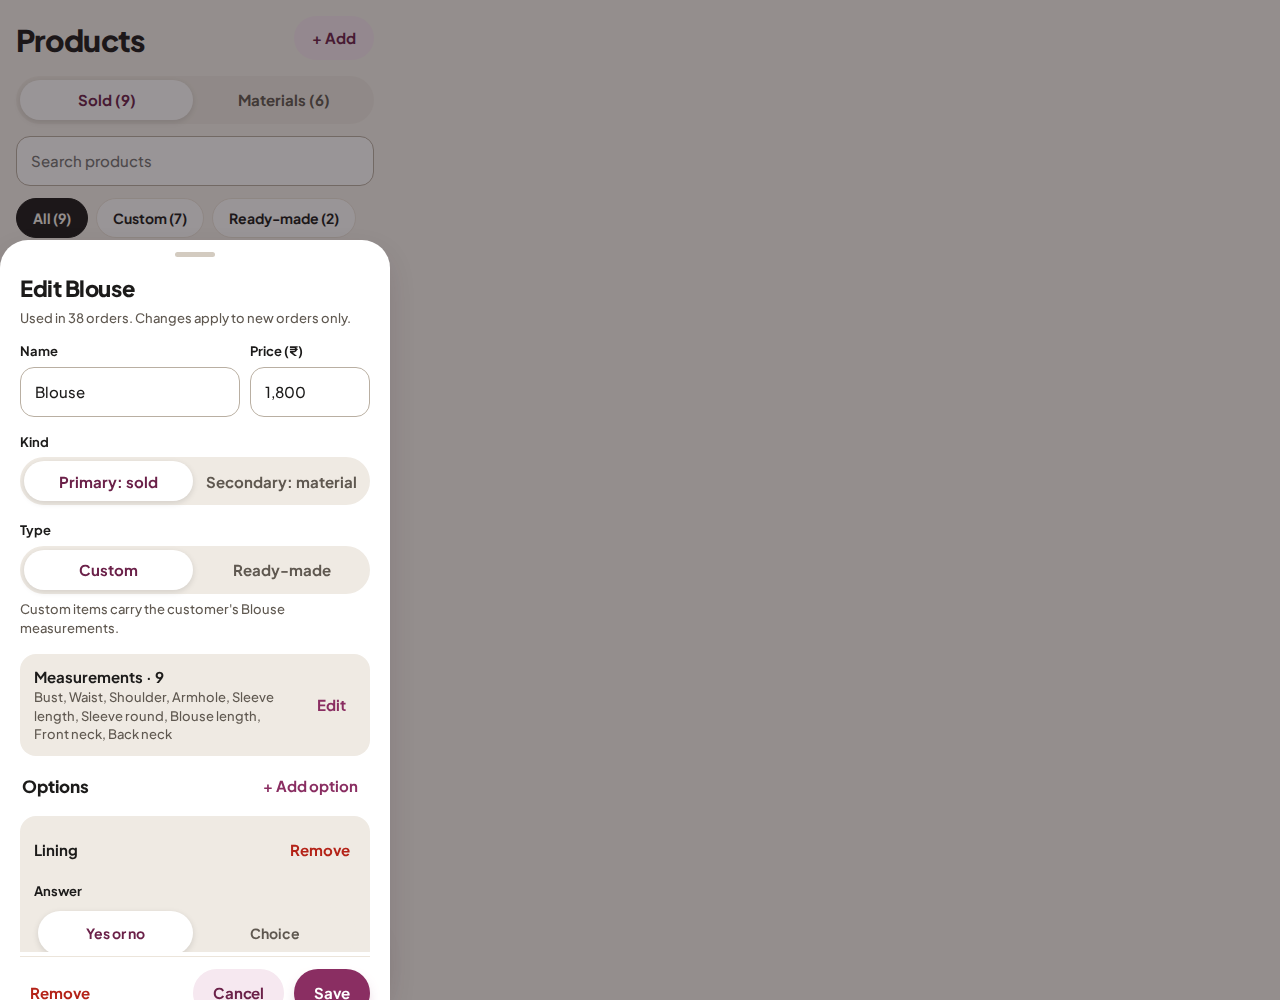 Products
+ Add
Sold (9)
Materials (6)
Search products
All (9)
Custom (7)
Ready-made (2)
Edit Blouse
Used in 38 orders. Changes apply to new orders only.
Name
Price (₹)
Blouse
1,800
Kind
Primary: sold
Secondary: material
Type
Custom
Ready-made
Custom items carry the customer's Blouse
measurements.
Measurements · 9
Bust, Waist, Shoulder, Armhole, Sleeve
length, Sleeve round, Blouse length,
Front neck, Back neck
Edit
Options
+ Add option
Lining
Remove
Answer
Yes or no
Choice
Remove
Cancel
Save